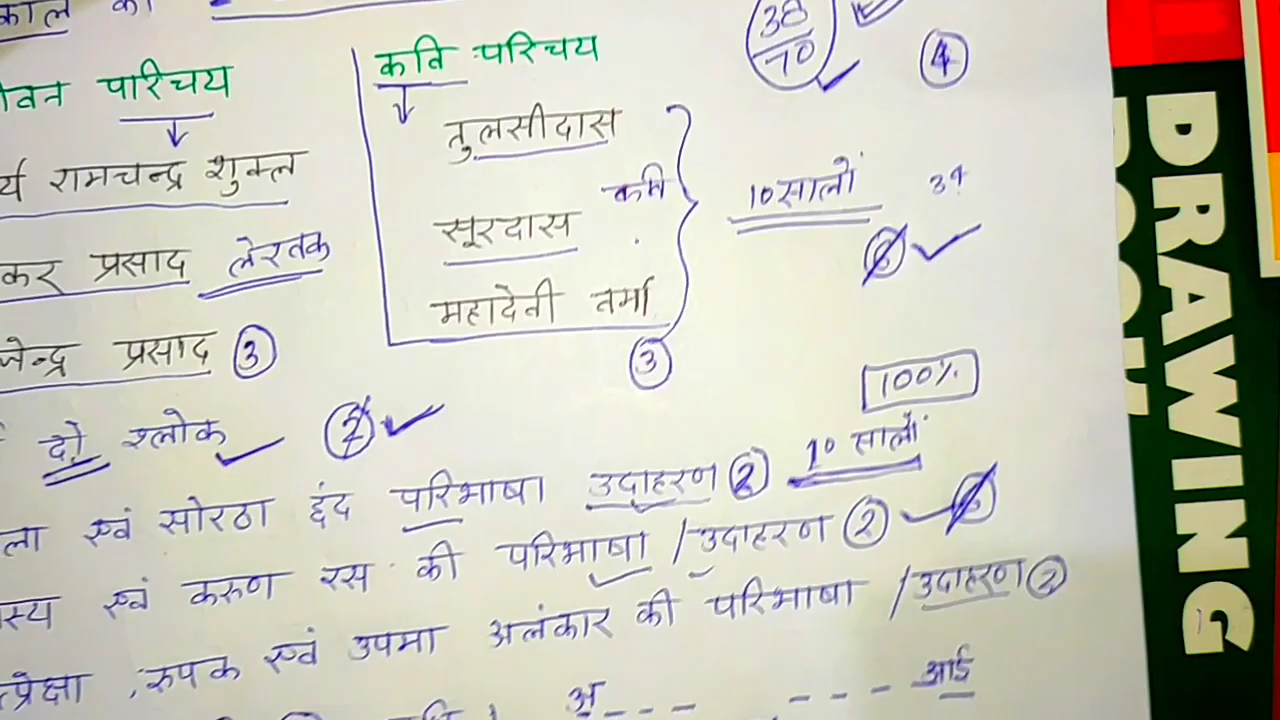 काल का
जीवन परिचय
र्य रामचन्द्र शुक्ल
कर प्रसाद लेखक
जेन्द्र प्रसाद 3
दो श्लोक 2
कवि परिचय
तुलसीदास
सूरदास कवि
महादेवी वर्मा
3
38/70
4
10 सालों
100%
ला एवं सोरठा छंद परिभाषा उदाहरण 2 10 सालों
स्य एवं करुण रस की परिभाषा / उदाहरण 2
त्प्रेक्षा , रुपक एवं उपमा अलंकार की परिभाषा / उदाहरण 2
अ - - - - - - आई
DRAWING